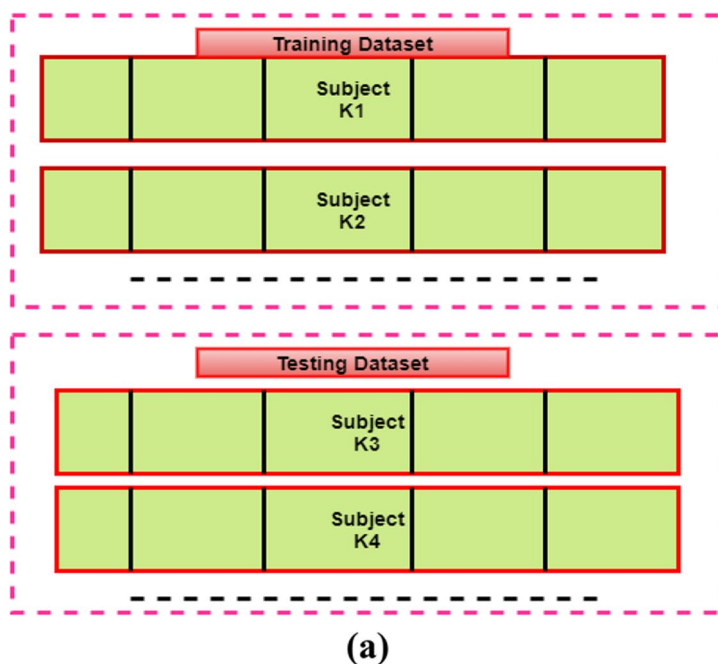 Training Dataset
Subject
K1
Subject
K2
Testing Dataset
Subject
K3
Subject
K4
(a)